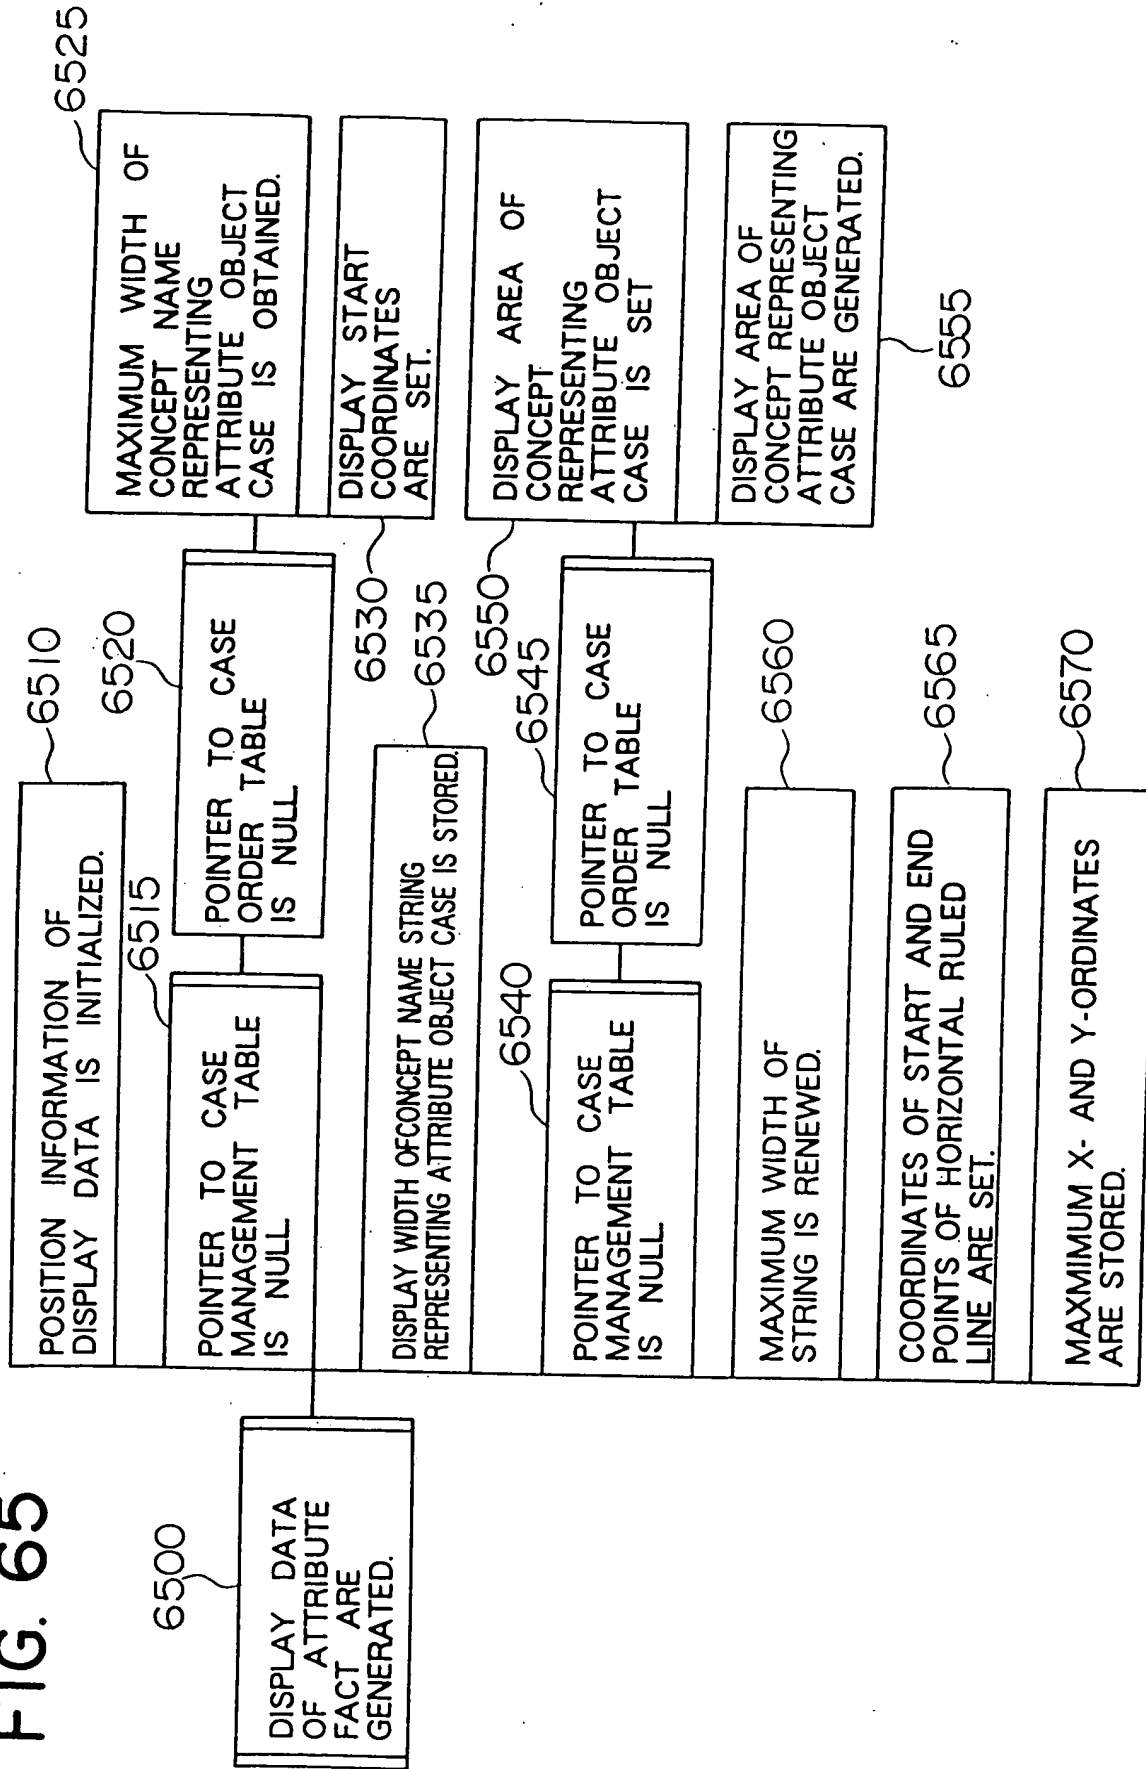 FIG. 65
6500
DISPLAY DATA
OF ATTRIBUTE
FACT ARE
GENERATED.
6510
POSITION INFORMATION OF
DISPLAY DATA IS INITIALIZED.
6515
POINTER TO CASE
MANAGEMENT TABLE
IS NULL
6520
POINTER TO CASE
ORDER TABLE
IS NULL
6525
MAXIMUM WIDTH OF
CONCEPT NAME
REPRESENTING
ATTRIBUTE OBJECT
CASE IS OBTAINED.
6530
DISPLAY START
COORDINATES
ARE SET.
6535
DISPLAY WIDTH OFCONCEPT NAME STRING
REPRESENTING ATTRIBUTE OBJECT CASE IS STORED.
6540
POINTER TO CASE
MANAGEMENT TABLE
IS NULL
6545
POINTER TO CASE
ORDER TABLE
IS NULL
6550
DISPLAY AREA OF
CONCEPT
REPRESENTING
ATTRIBUTE OBJECT
CASE IS SET
6555
DISPLAY AREA OF
CONCEPT REPRESENTING
ATTRIBUTE OBJECT
CASE ARE GENERATED.
6560
MAXIMUM WIDTH OF
STRING IS RENEWED.
6565
COORDINATES OF START AND END
POINTS OF HORIZONTAL RULED
LINE ARE SET.
6570
MAXMIMUM X- AND Y-ORDINATES
ARE STORED.